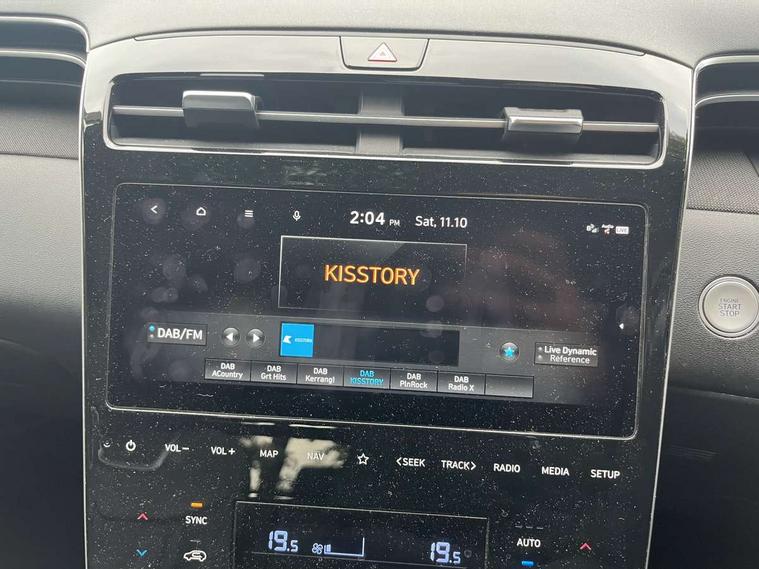 2:04 PM Sat, 11.10
LIVE
KISSTORY
DAB/FM
KISSTORY
Live Dynamic
Reference
DAB
ACountry
DAB
Grt Hits
DAB
Kerrang!
DAB
KISSTORY
DAB
PlnRock
DAB
Radio X
ENGINE
START
STOP
VOL− VOL+ MAP NAV <SEEK TRACK> RADIO MEDIA SETUP
SYNC
AUTO
19.5
19.5